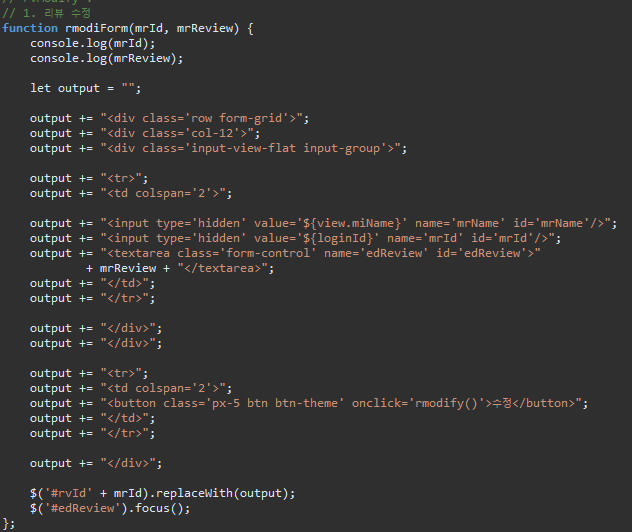 // 1. 리뷰 수정
function rmodiForm(mrId, mrReview) {
console.log(mrId);
console.log(mrReview);
let output = "";
output += "<div class='row form-grid'>";
output += "<div class='col-12'>";
output += "<div class='input-view-flat input-group'>";
output += "<tr>";
output += "<td colspan='2'>";
output += "<input type='hidden' value='${view.miName}' name='mrName' id='mrName'/>";
output += "<input type='hidden' value='${loginId}' name='mrId' id='mrId'/>";
output += "<textarea class='form-control' name='edReview' id='edReview'>"
+ mrReview + "</textarea>";
output += "</td>";
output += "</tr>";
output += "</div>";
output += "</div>";
output += "<tr>";
output += "<td colspan='2'>";
output += "<button class='px-5 btn btn-theme' onclick='rmodify()'>수정</button>";
output += "</td>";
output += "</tr>";
output += "</div>";
$('#rvId' + mrId).replaceWith(output);
$('#edReview').focus();
};